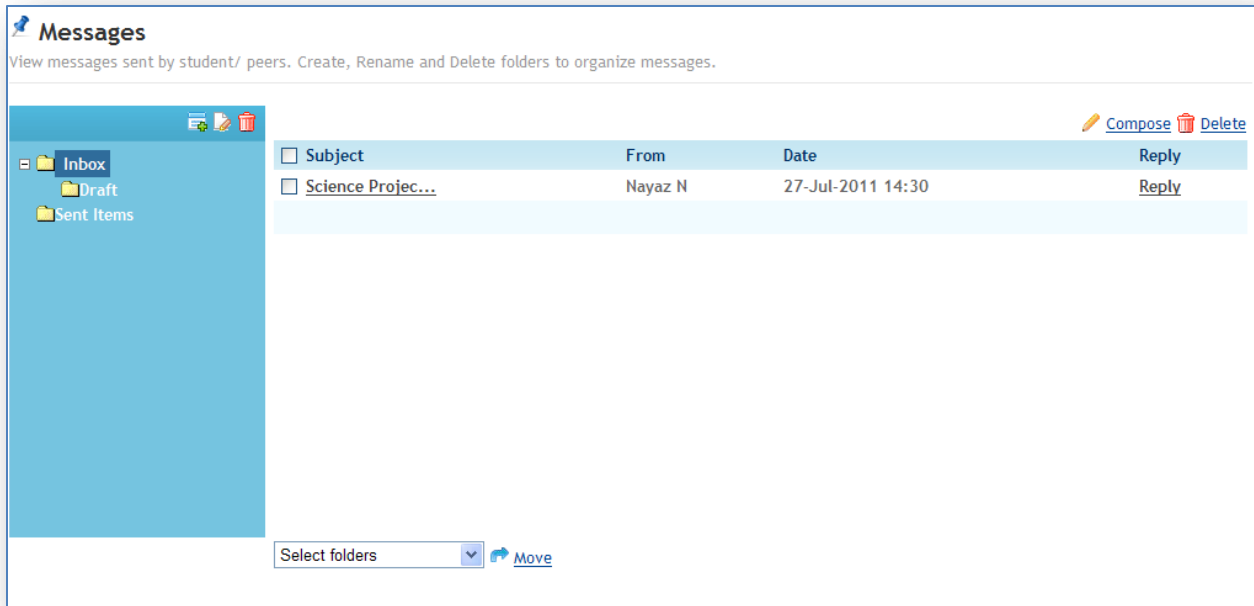 Messages
View messages sent by student/ peers. Create, Rename and Delete folders to organize messages.
Compose Delete
Inbox
Draft
Sent Items
Subject From Date Reply
Science Projec... Nayaz N 27-Jul-2011 14:30 Reply
Select folders Move